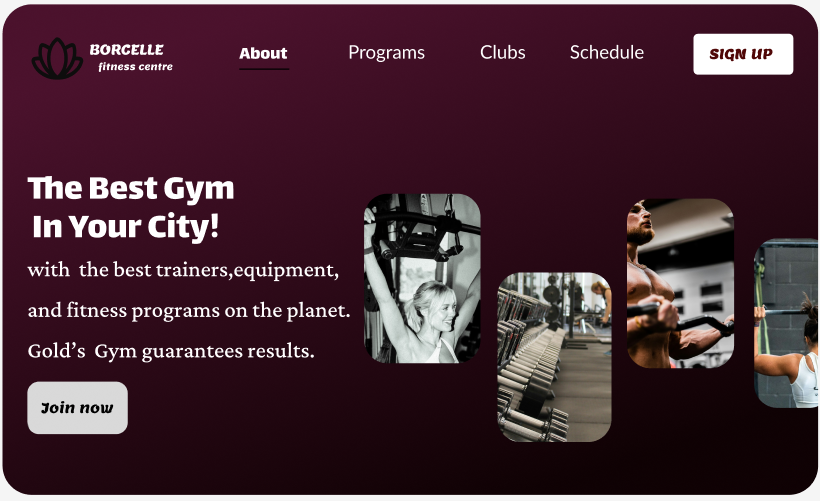 BORCELLE
fitness centre
About
Programs
Clubs
Schedule
SIGN UP
The Best Gym
In Your City!
with the best trainers,equipment,
and fitness programs on the planet.
Gold’s Gym guarantees results.
Join now